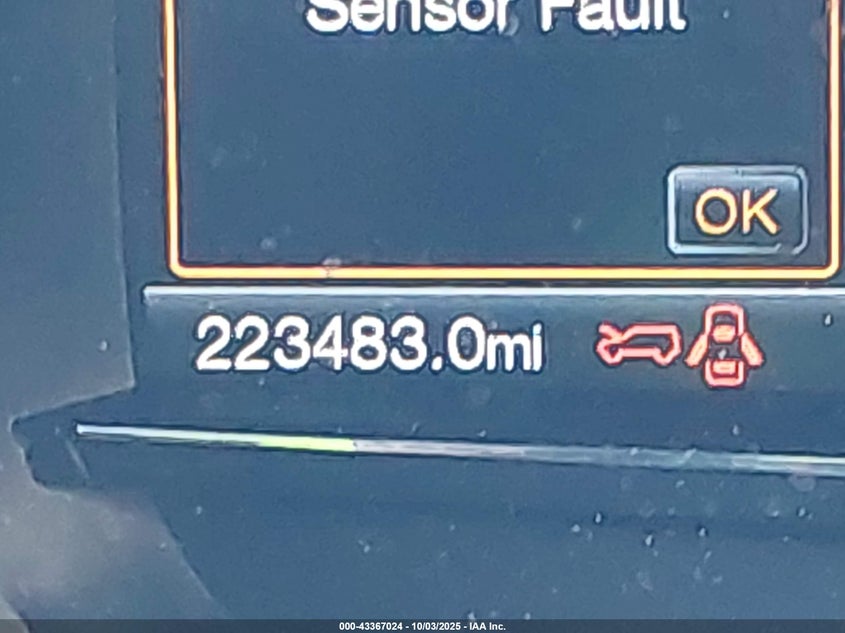 Sensor Fault
OK
223483.0mi
000-43367024 - 10/03/2025 - IAA Inc.